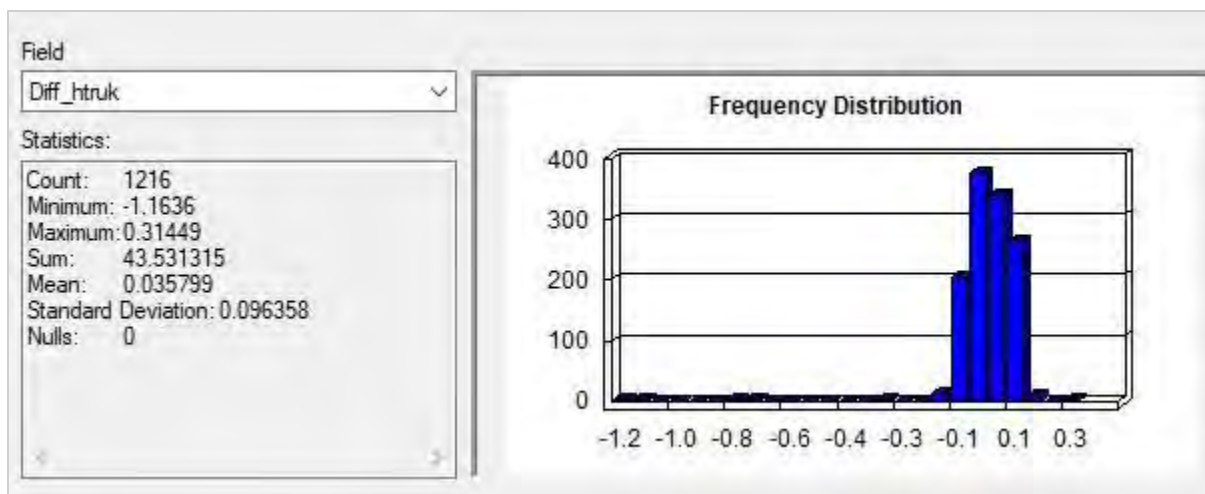 Field
Diff_htruk
Statistics:
Count: 1216
Minimum: -1.1636
Maximum: 0.31449
Sum: 43.531315
Mean: 0.035799
Standard Deviation: 0.096358
Nulls: 0
Frequency Distribution
400
300
200
100
0
-1.2 -1.0 -0.8 -0.6 -0.4 -0.3 -0.1 0.1 0.3